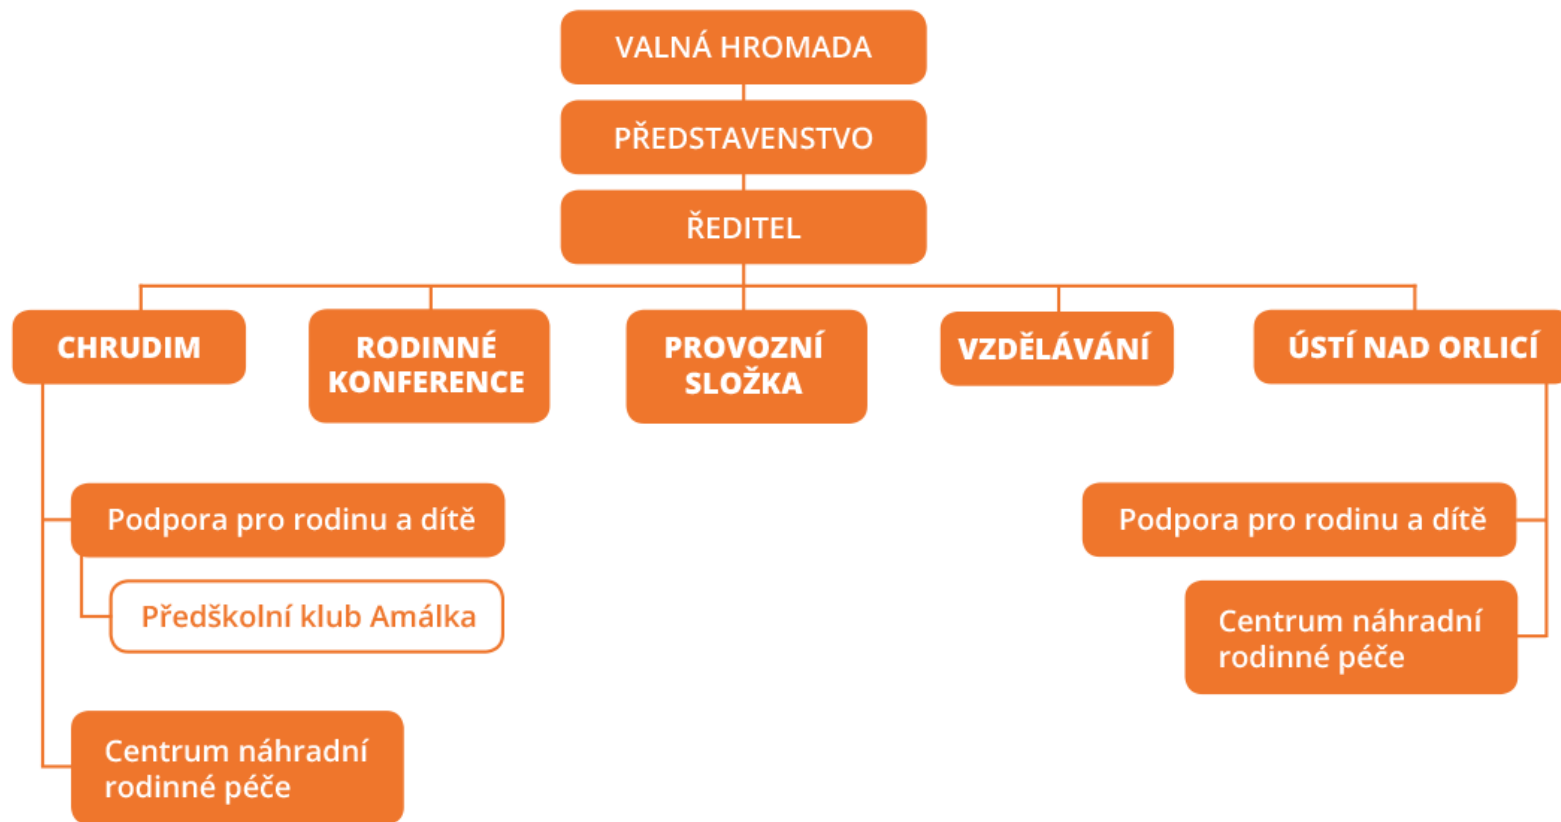 VALNÁ HROMADA
PŘEDSTAVENSTVO
ŘEDITEL
CHRUDIM
RODINNÉ
KONFERENCE
PROVOZNÍ
SLOŽKA
VZDĚLÁVÁNÍ
ÚSTÍ NAD ORLICÍ
Podpora pro rodinu a dítě
Předškolní klub Amálka
Centrum náhradní
rodinné péče
Podpora pro rodinu a dítě
Centrum náhradní
rodinné péče